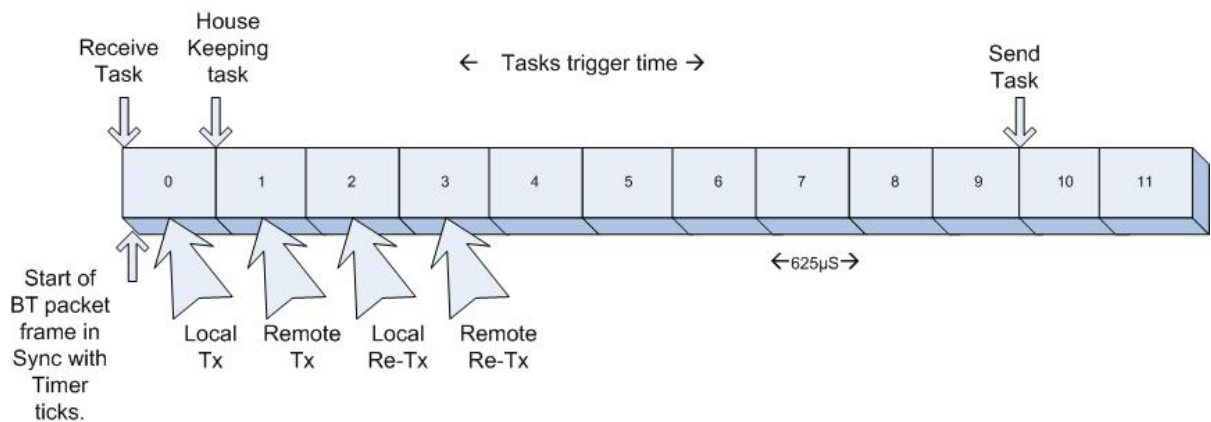 Receive
Task
House
Keeping
task
← Tasks trigger time →
Send
Task
0
1
2
3
4
5
6
7
8
9
10
11
←625µS→
Start of
BT packet
frame in
Sync with
Timer
ticks.
Local
Tx
Remote
Tx
Local
Re-Tx
Remote
Re-Tx